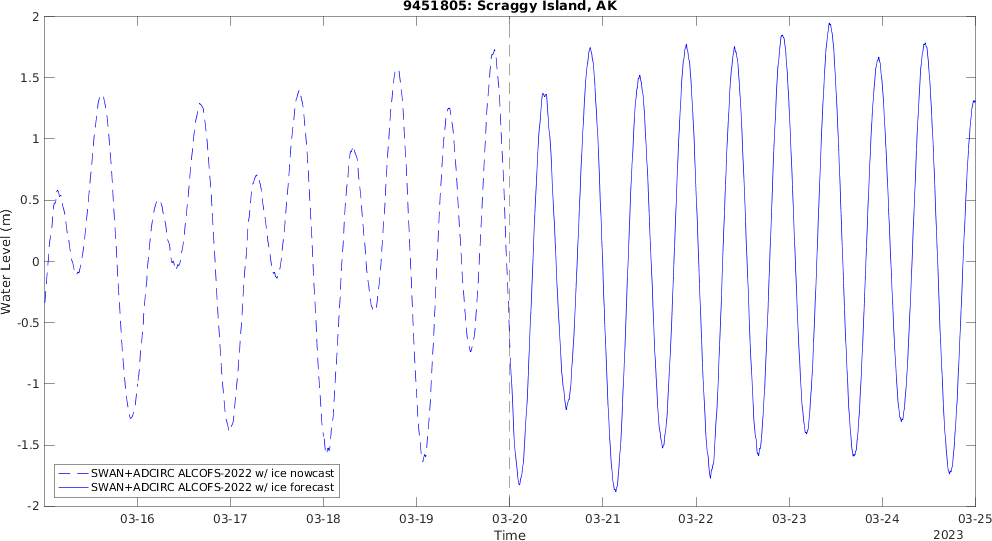 9451805: Scraggy Island, AK
Water Level (m)
2
1.5
1
0.5
0
-0.5
-1
-1.5
-2
SWAN+ADCIRC ALCOFS-2022 w/ ice nowcast
SWAN+ADCIRC ALCOFS-2022 w/ ice forecast
03-16 03-17 03-18 03-19 03-20 03-21 03-22 03-23 03-24 03-25
Time
2023